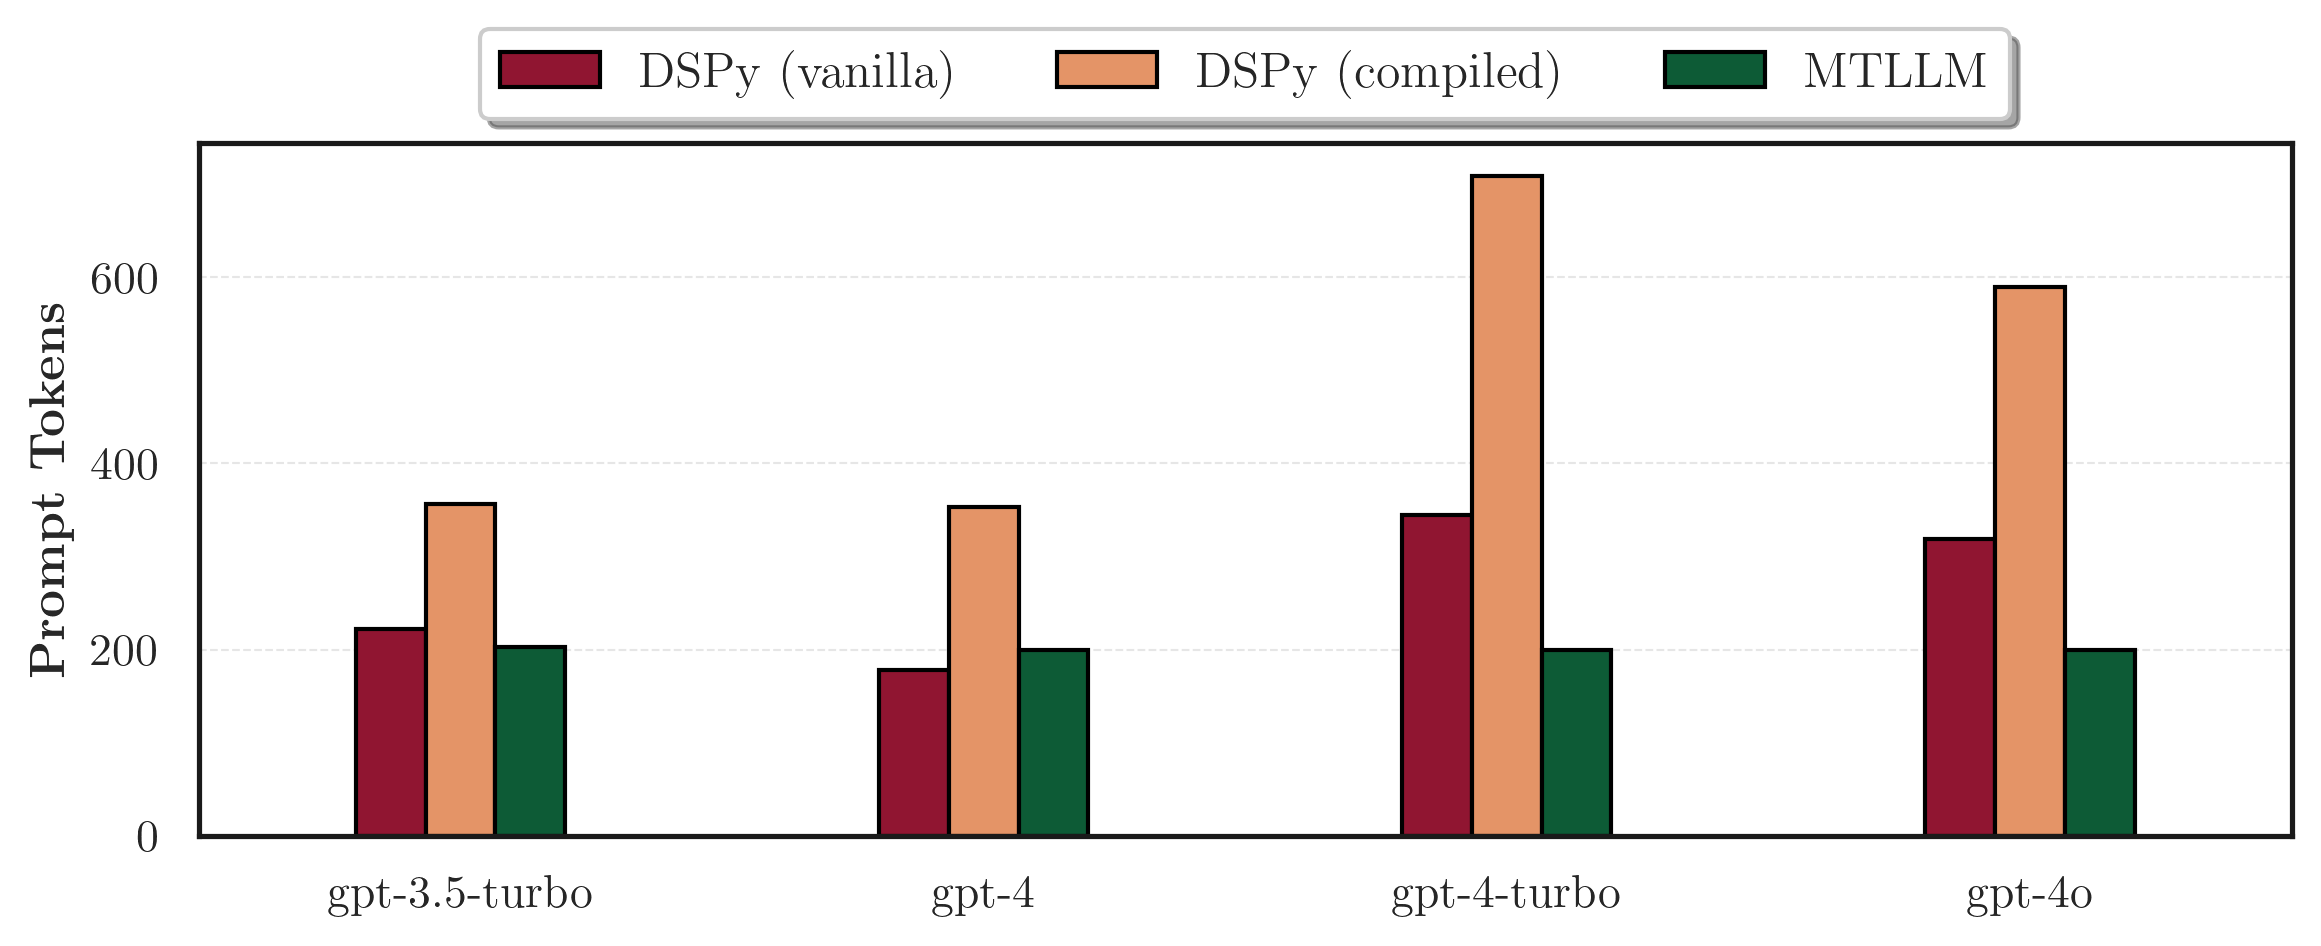 DSPy (vanilla) DSPy (compiled) MTLLM
Prompt Tokens
600
400
200
0
gpt-3.5-turbo gpt-4 gpt-4-turbo gpt-4o